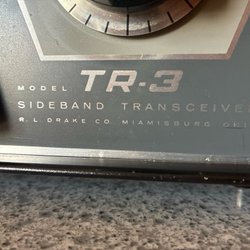 MODEL TR-3
SIDEBAND TRANSCEIVE
R. L. DRAKE CO. MIAMISBURG